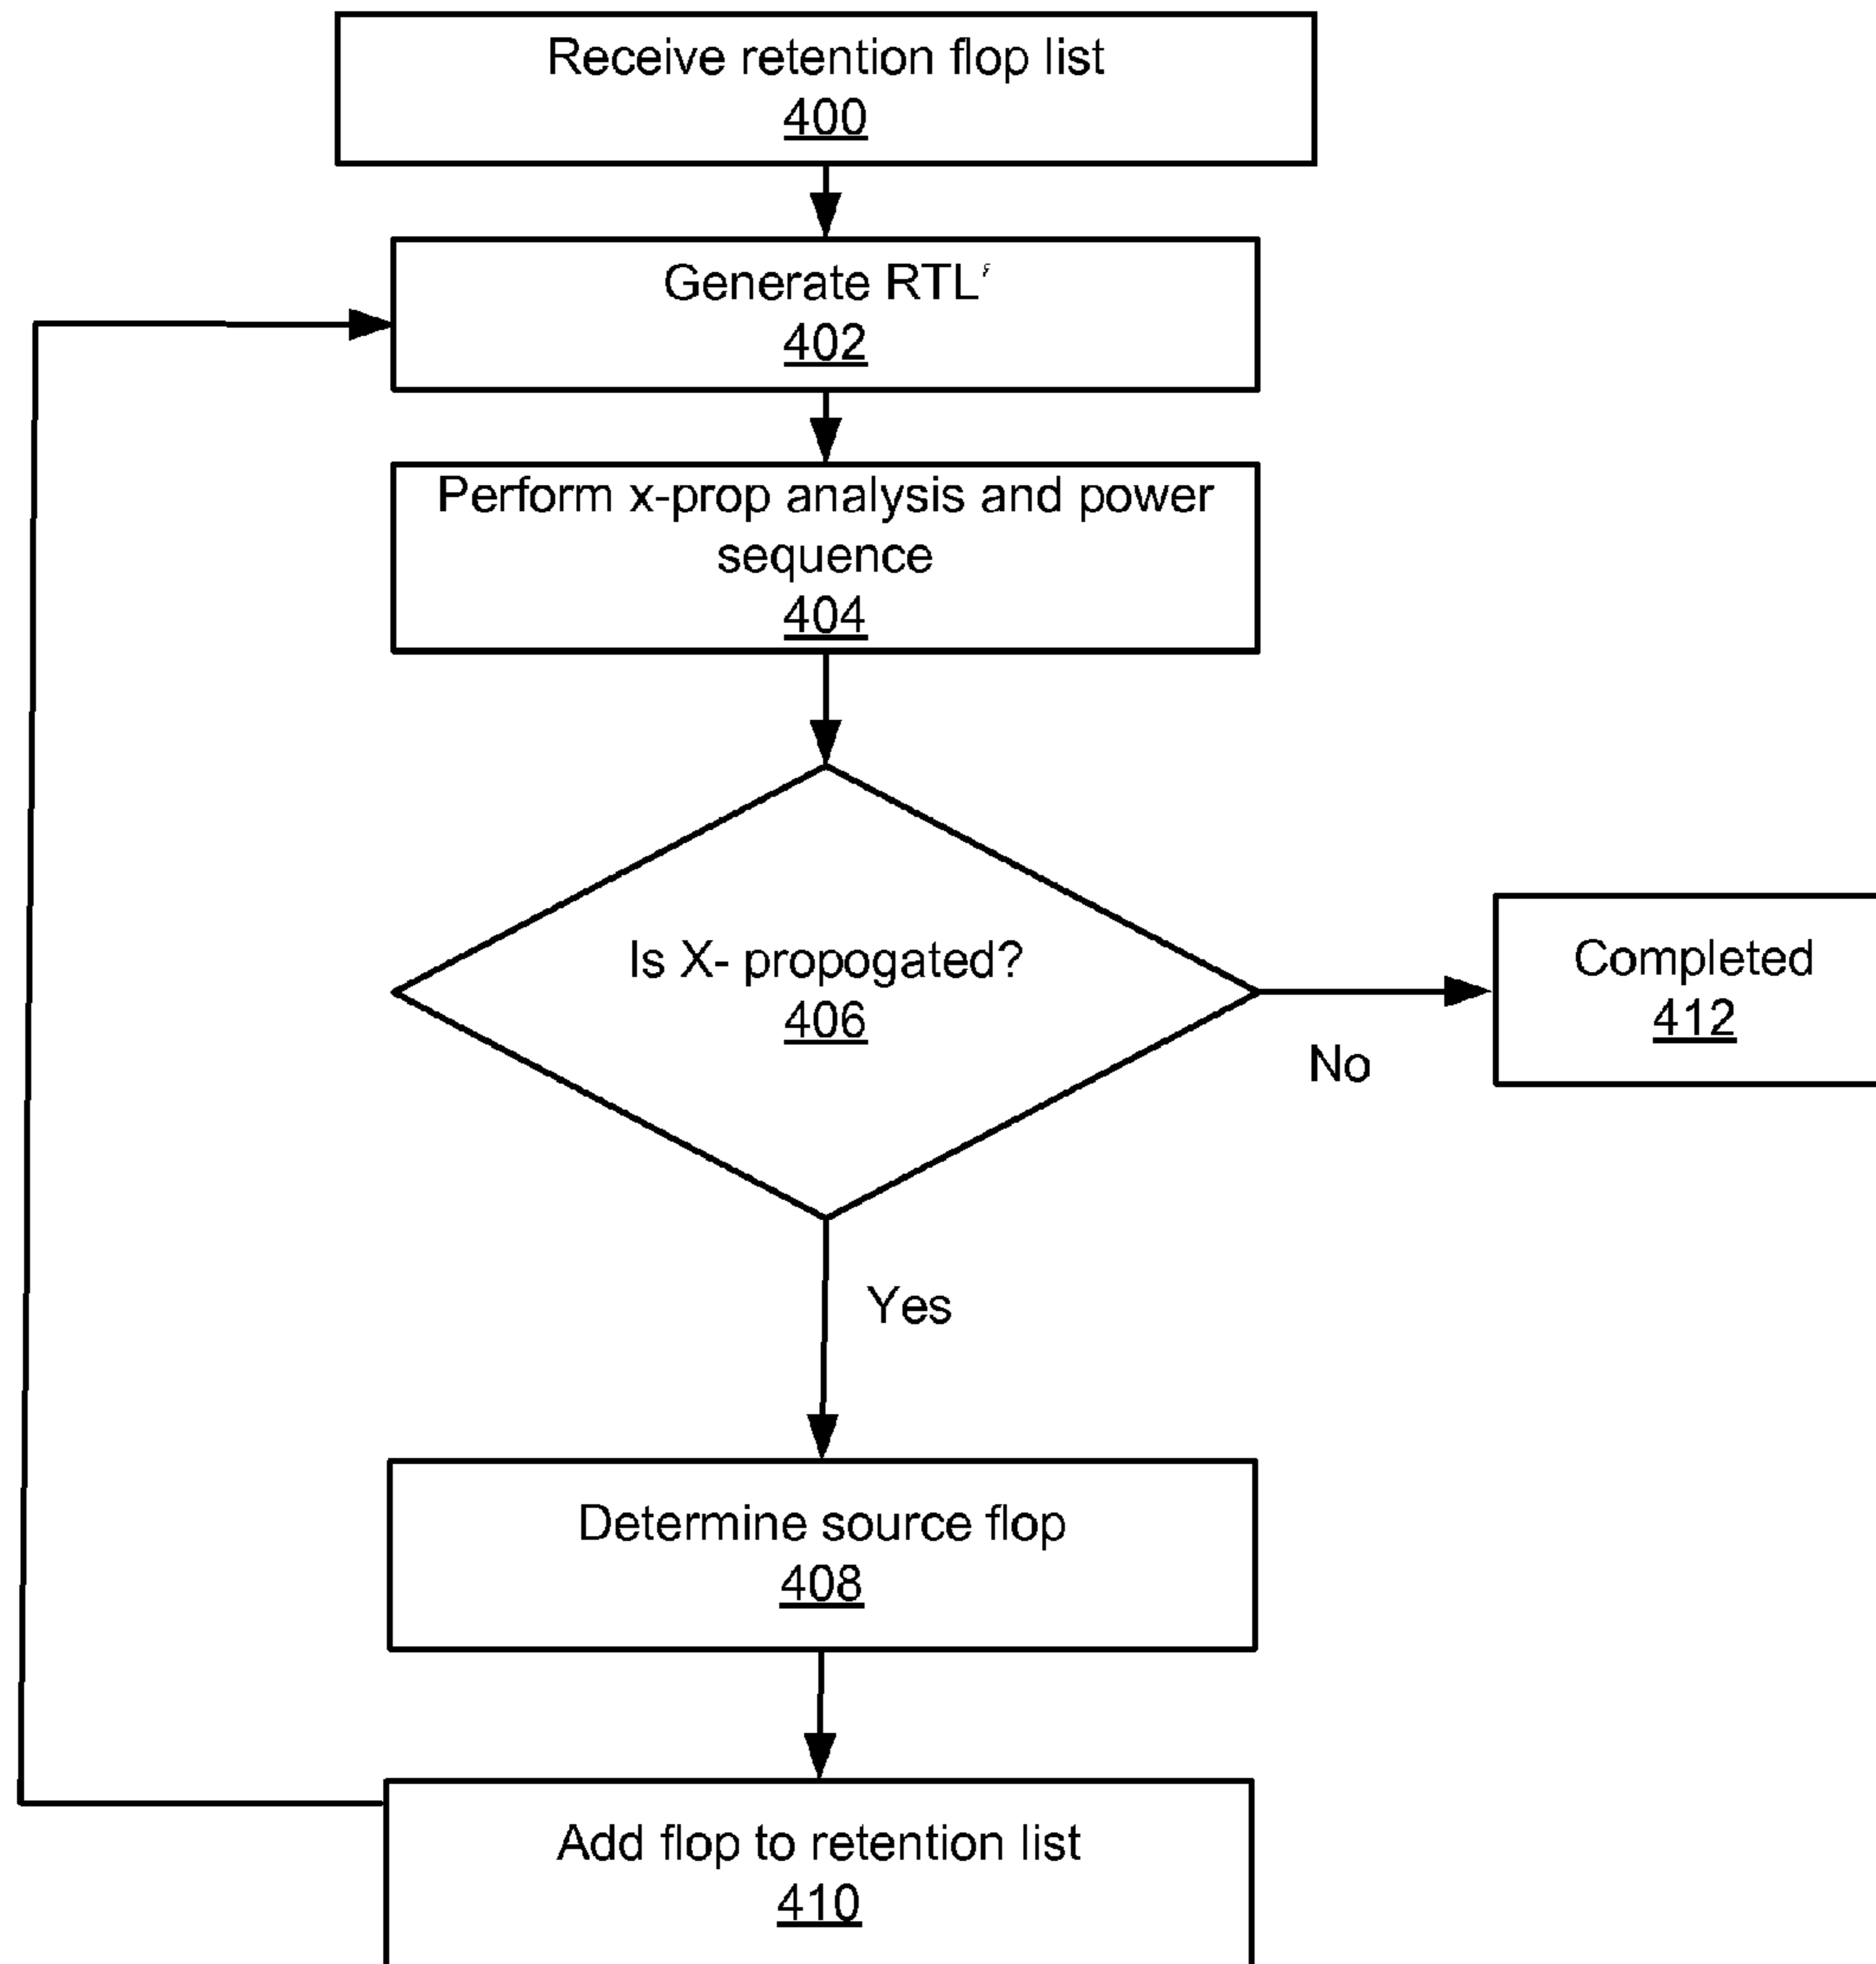 Receive retention flop list
400
Generate RTL'
402
Perform x-prop analysis and power
sequence
404
Is X- propogated?
406
Completed
412
No
Yes
Determine source flop
408
Add flop to retention list
410